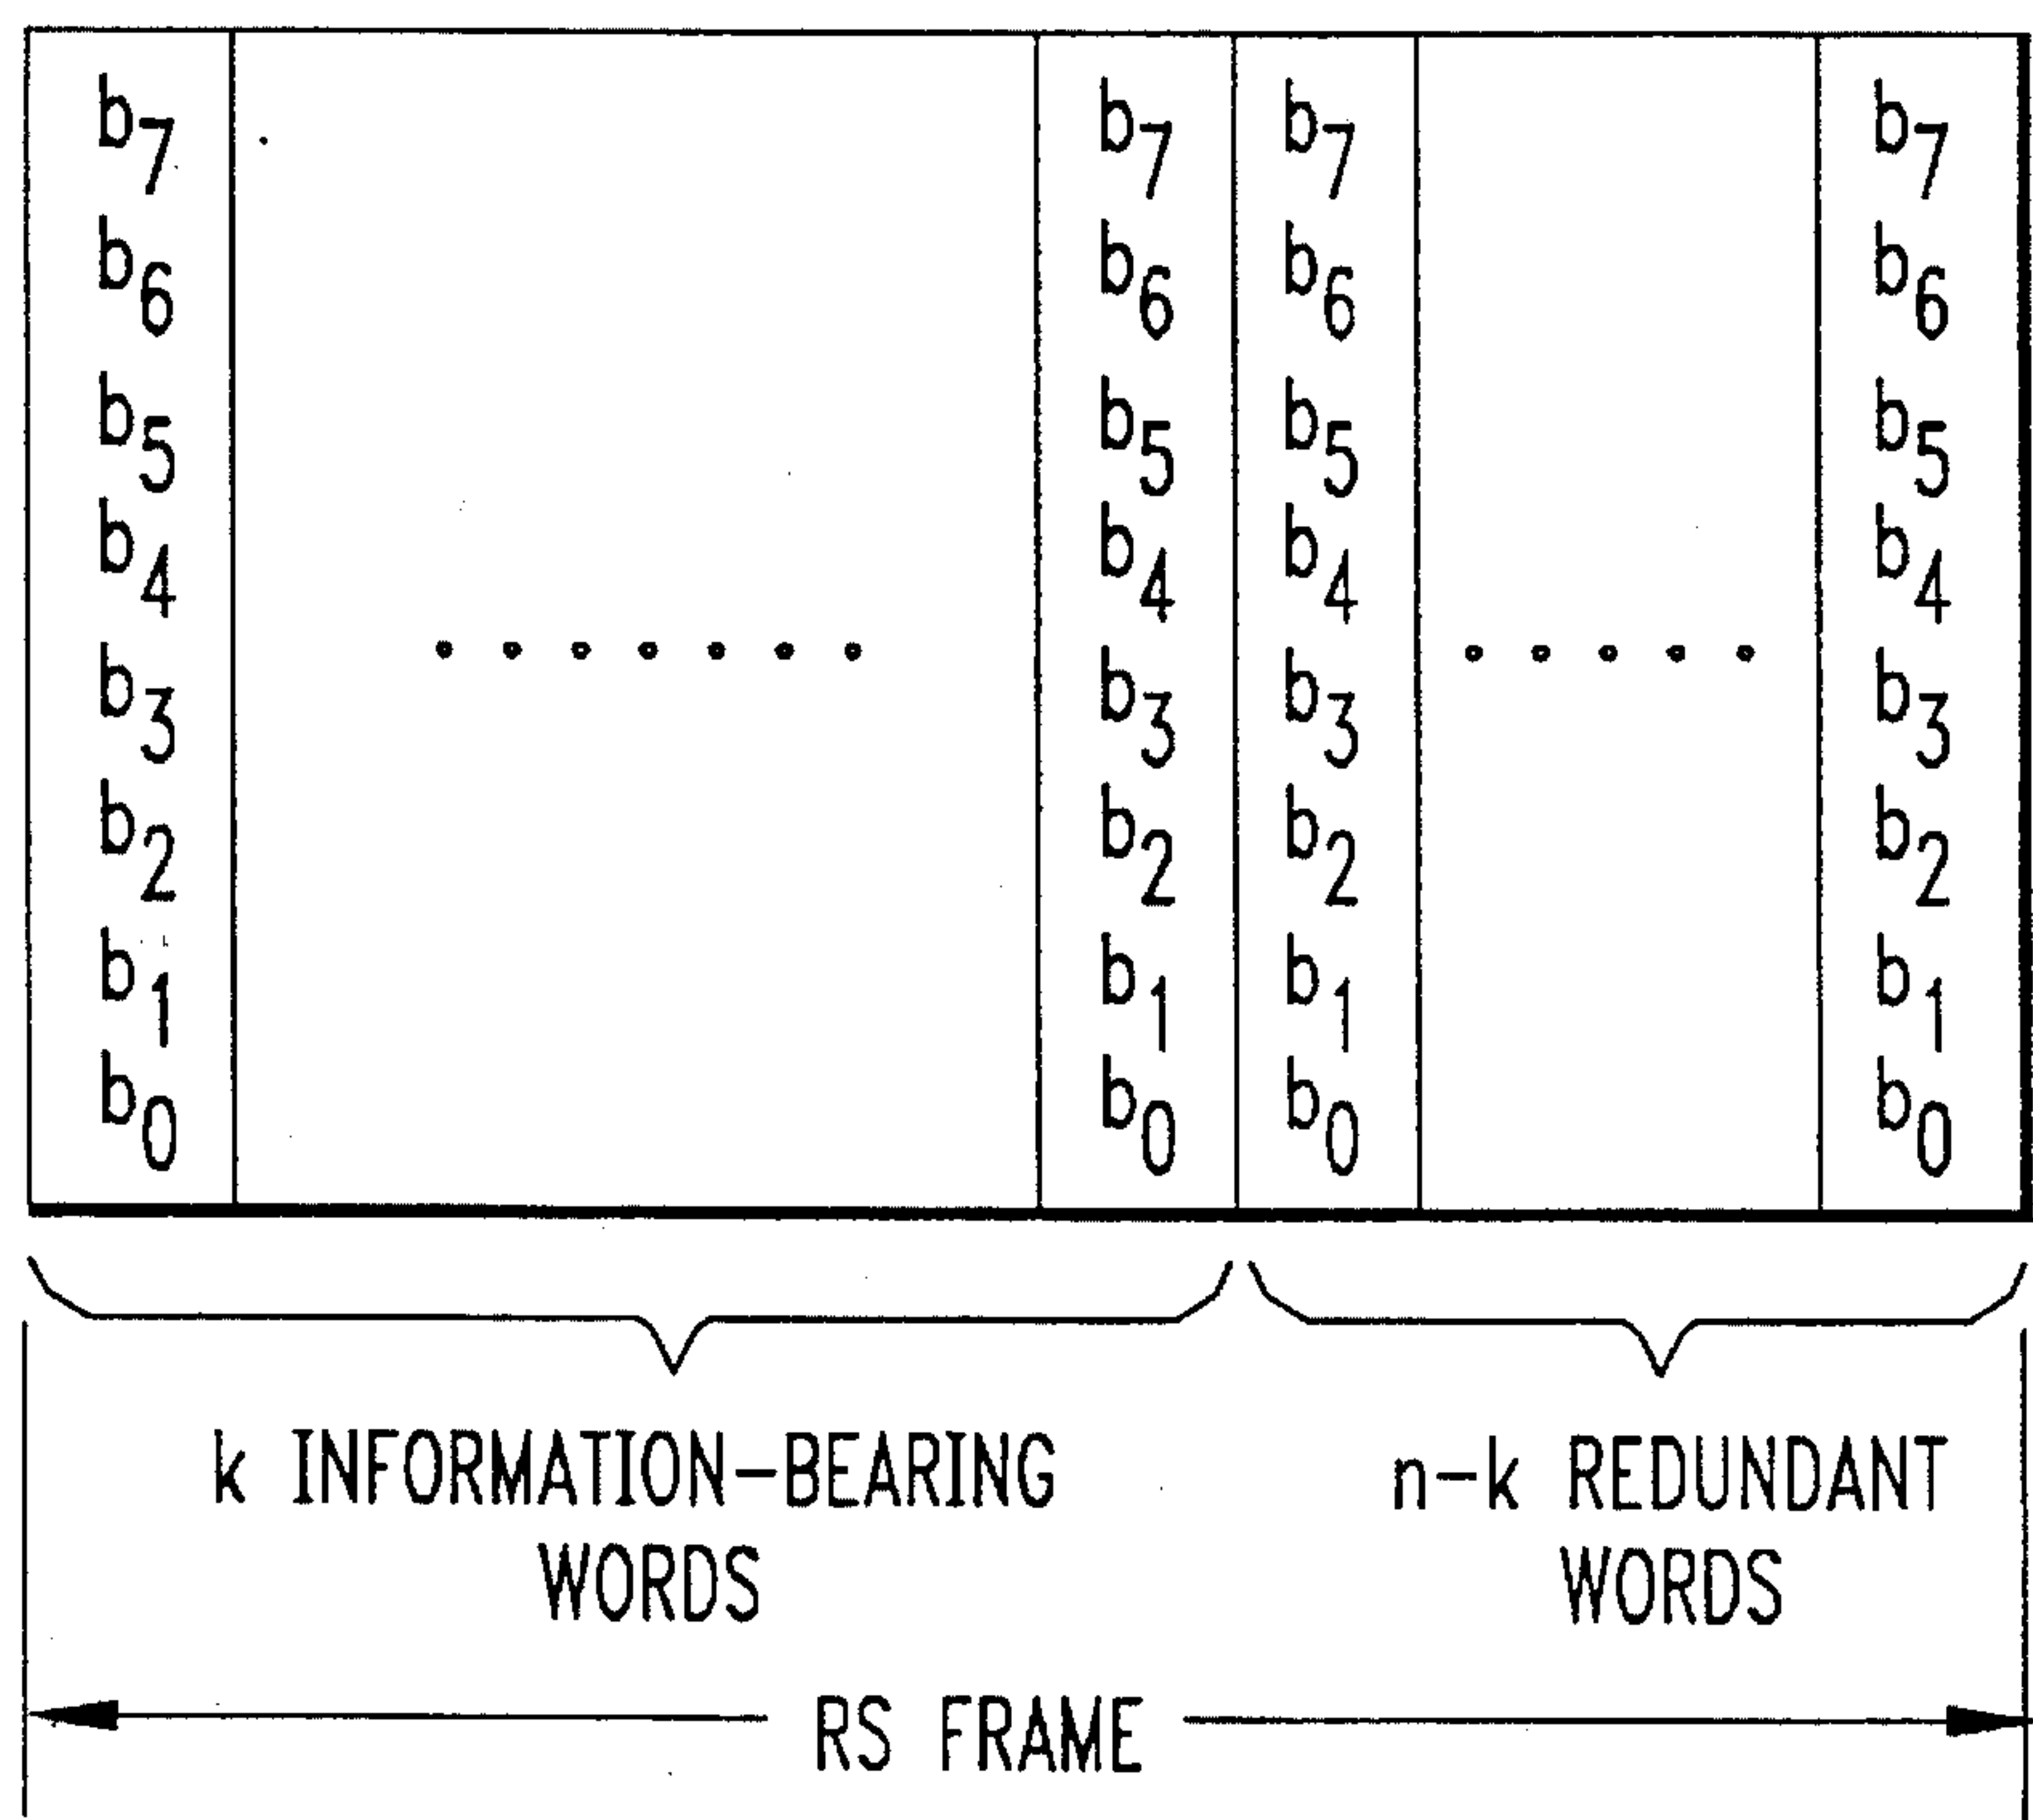 b7 b7 b7 b7
b6 b6 b6 b6
b5 b5 b5 b5
b4 b4 b4 b4
b3 b3 b3 b3
b2 b2 b2 b2
b1 b1 b1 b1
b0 b0 b0 b0
k INFORMATION-BEARING
WORDS
n-k REDUNDANT
WORDS
RS FRAME